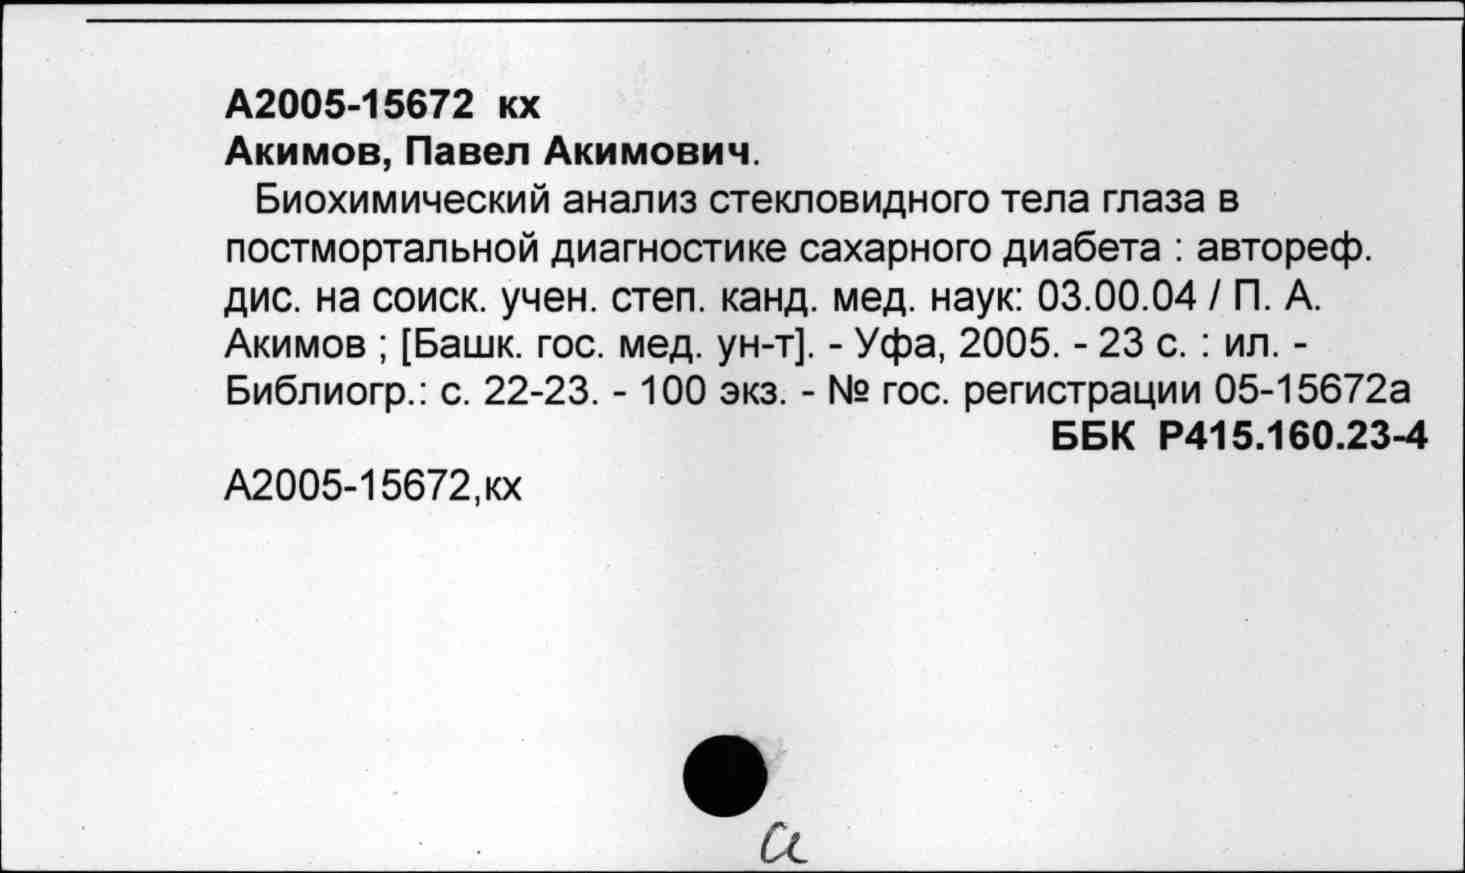 А2005-15672 кх
Акимов, Павел Акимович.
Биохимический анализ стекловидного тела глаза в
постмортальной диагностике сахарного диабета : автореф.
дис. на соиск. учен. степ. канд. мед. наук: 03.00.04 / П. А.
Акимов ; [Башк. гос. мед. ун-т]. - Уфа, 2005. - 23 с. : ил. -
Библиогр.: с. 22-23. - 100 экз. - № гос. регистрации 05-15672а
ББК Р415.160.23-4
А2005-15672,кх